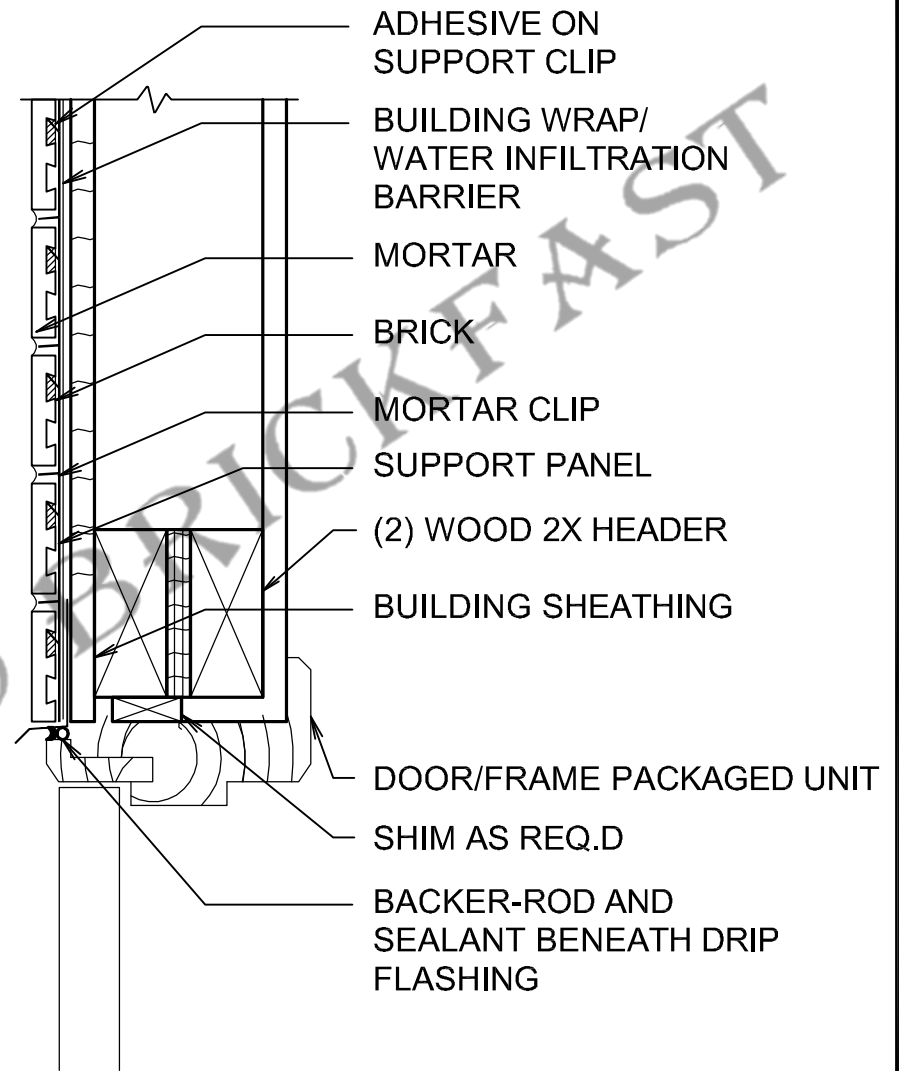 ADHESIVE ON
SUPPORT CLIP
BUILDING WRAP/
WATER INFILTRATION
BARRIER
MORTAR
BRICK
MORTAR CLIP
SUPPORT PANEL
(2) WOOD 2X HEADER
BUILDING SHEATHING
DOOR/FRAME PACKAGED UNIT
SHIM AS REQ.D
BACKER-ROD AND
SEALANT BENEATH DRIP
FLASHING
BRICKFAST